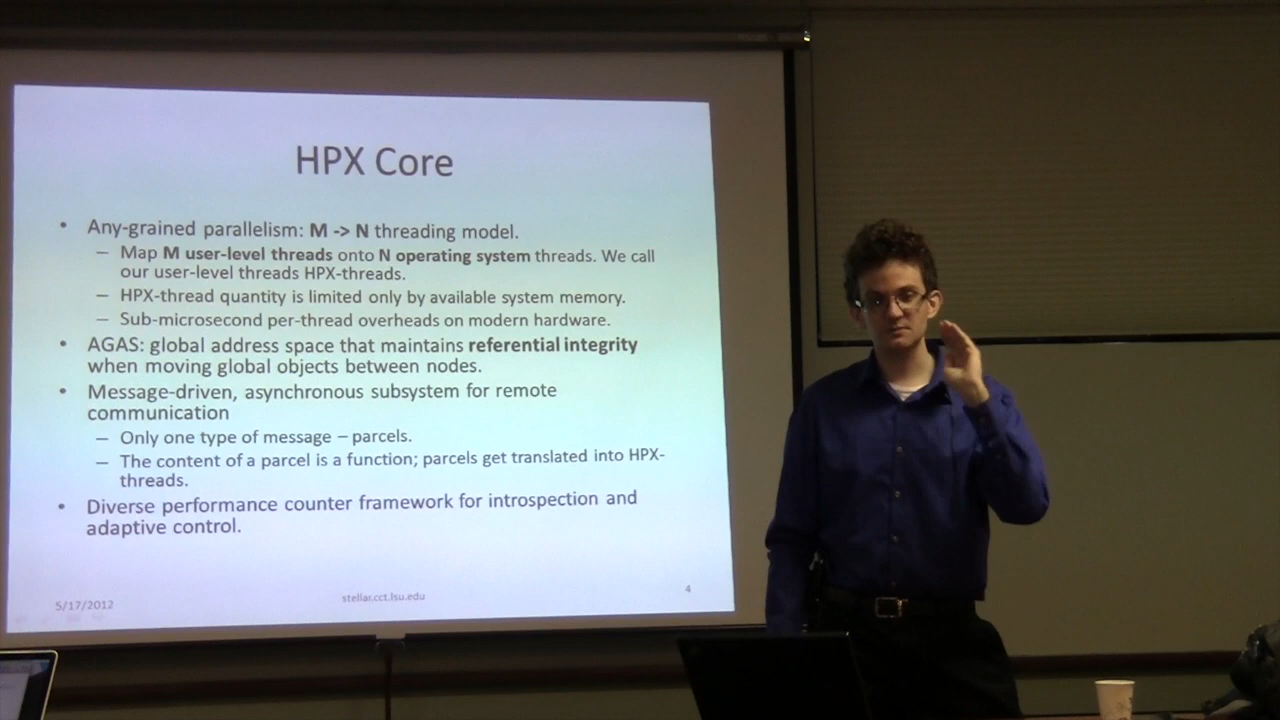 HPX Core
• Any-grained parallelism: M -> N threading model.
– Map M user-level threads onto N operating system threads. We call
our user-level threads HPX-threads.
– HPX-thread quantity is limited only by available system memory.
– Sub-microsecond per-thread overheads on modern hardware.
• AGAS: global address space that maintains referential integrity
when moving global objects between nodes.
• Message-driven, asynchronous subsystem for remote
communication
– Only one type of message – parcels.
– The content of a parcel is a function; parcels get translated into HPX-
threads.
• Diverse performance counter framework for introspection and
adaptive control.
5/17/2012
stellar.cct.lsu.edu
4